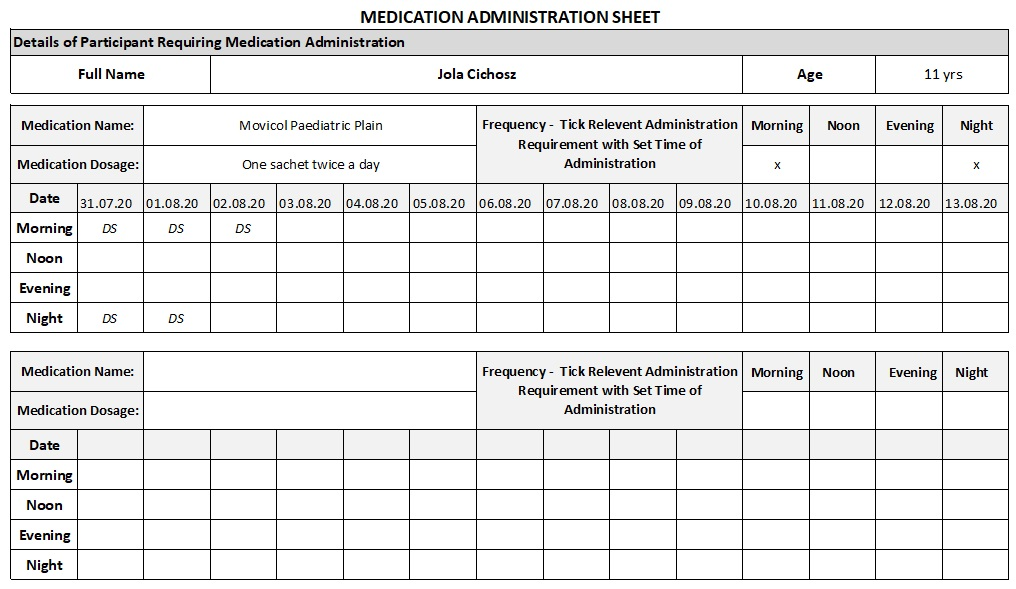 MEDICATION ADMINISTRATION SHEET
Details of Participant Requiring Medication Administration
Full Name Jola Cichosz Age 11 yrs
Medication Name: Movicol Paediatric Plain Frequency - Tick Relevent Administration Requirement with Set Time of Administration Morning Noon Evening Night
Medication Dosage: One sachet twice a day x x
Date 31.07.20 01.08.20 02.08.20 03.08.20 04.08.20 05.08.20 06.08.20 07.08.20 08.08.20 09.08.20 10.08.20 11.08.20 12.08.20 13.08.20
Morning DS DS DS
Noon
Evening
Night DS DS
Medication Name: Frequency - Tick Relevent Administration Requirement with Set Time of Administration Morning Noon Evening Night
Medication Dosage:
Date
Morning
Noon
Evening
Night